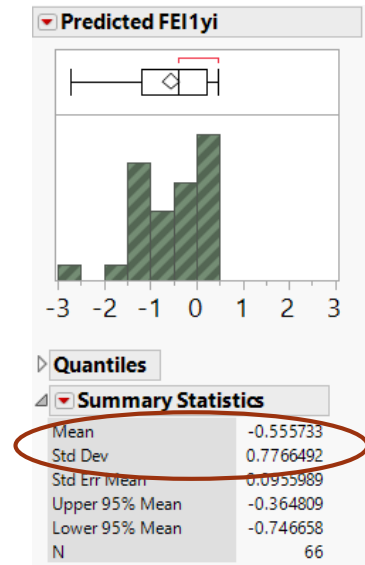 Predicted FEI1yi
-3 -2 -1 0 1 2 3
Quantiles
Summary Statistics
Mean -0.555733
Std Dev 0.7766492
Std Err Mean 0.0955989
Upper 95% Mean -0.364809
Lower 95% Mean -0.746658
N 66